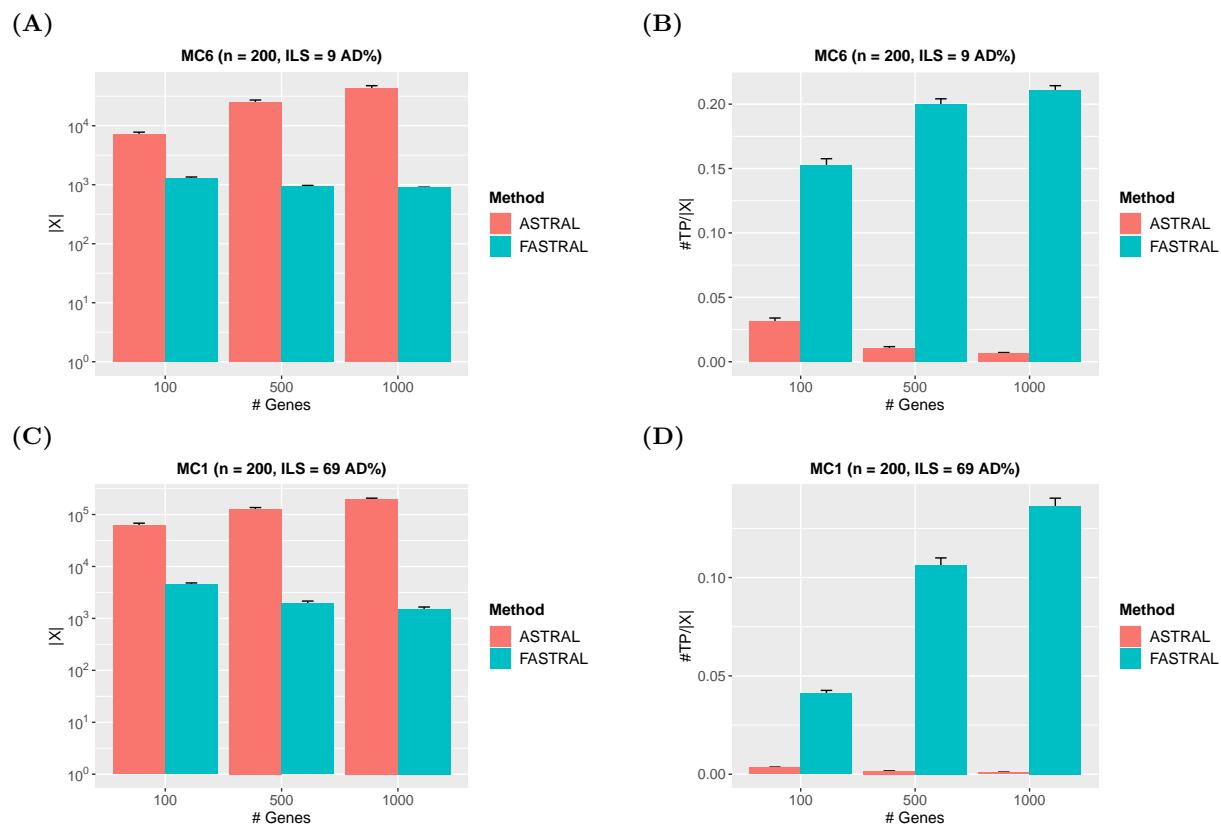 (A)
MC6 (n = 200, ILS = 9 AD%)
|X|
10^4
10^3
10^2
10^1
10^0
100 500 1000
# Genes
Method
ASTRAL
FASTRAL
(B)
MC6 (n = 200, ILS = 9 AD%)
#TP/|X|
0.20
0.15
0.10
0.05
0.00
100 500 1000
# Genes
Method
ASTRAL
FASTRAL
(C)
MC1 (n = 200, ILS = 69 AD%)
|X|
10^5
10^4
10^3
10^2
10^1
10^0
100 500 1000
# Genes
Method
ASTRAL
FASTRAL
(D)
MC1 (n = 200, ILS = 69 AD%)
#TP/|X|
0.10
0.05
0.00
100 500 1000
# Genes
Method
ASTRAL
FASTRAL